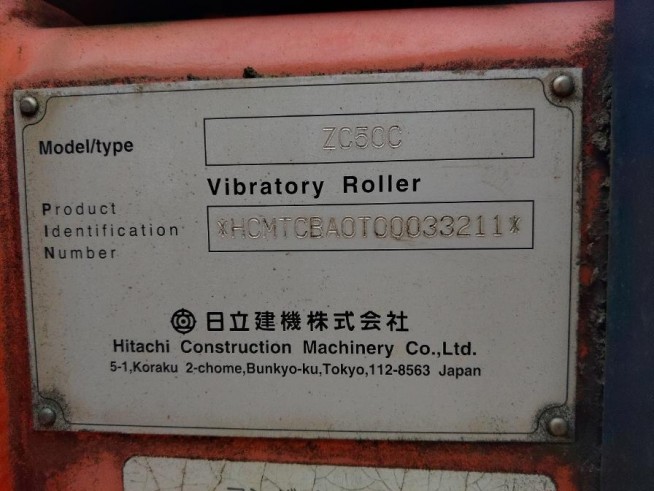 Model/type ZC50C
Vibratory Roller
Product
Identification *HCMTCBA0T00033211*
Number
日立建機株式会社
Hitachi Construction Machinery Co.,Ltd.
5-1,Koraku 2-chome,Bunkyo-ku,Tokyo,112-8563 Japan